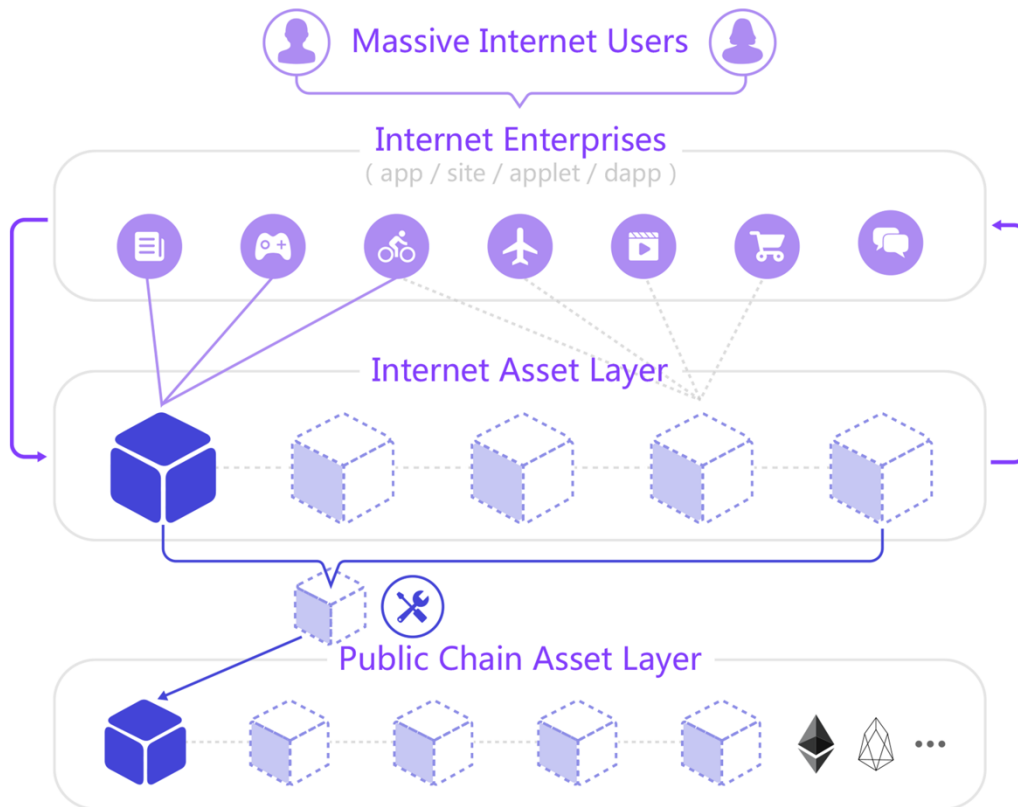 Massive Internet Users
Internet Enterprises
( app / site / applet / dapp )
Internet Asset Layer
Public Chain Asset Layer